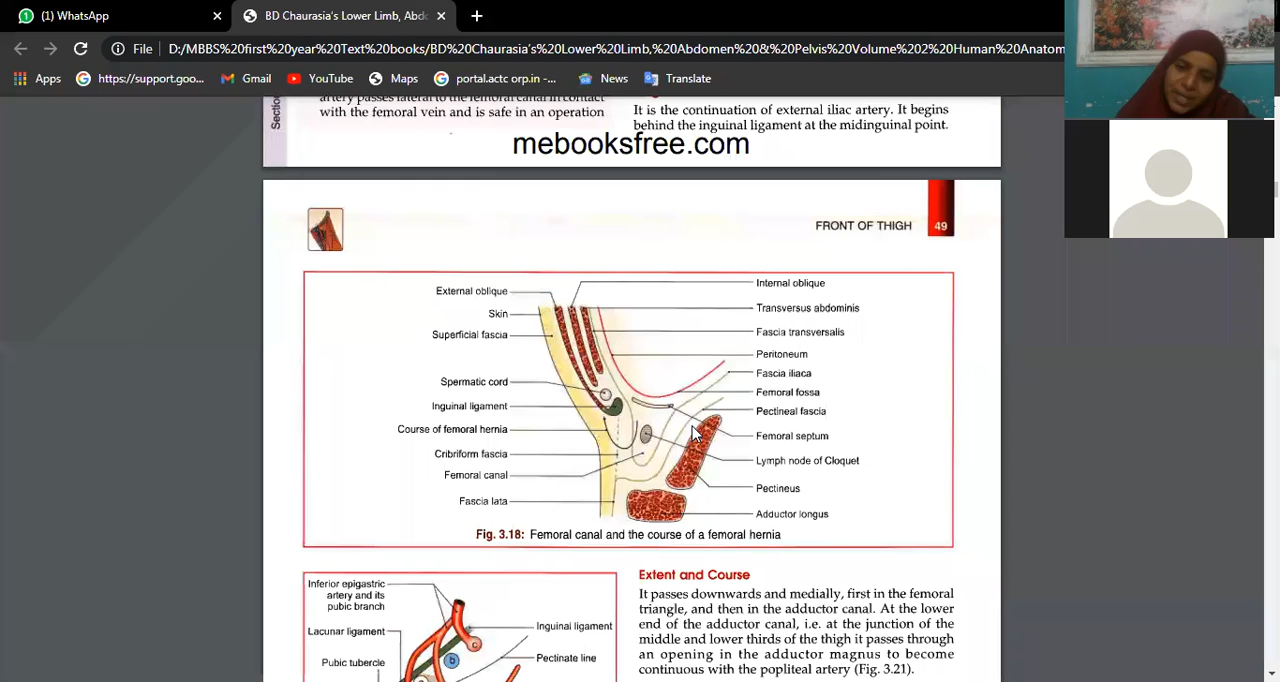 (1) WhatsApp
BD Chaurasia's Lower Limb, Abdo
File
D:/MBBS%20first%20year%20Text%20books/BD%20Chaurasia's%20Lower%20Limb,%20Abdomen%20&%20Pelvis%20Volume%202%20Human%20Anatom
Apps
https://support.goo...
Gmail
YouTube
Maps
portal.actc orp.in -...
News
Translate
Section
artery passes lateral to the femoral canal in contact
with the femoral vein and is safe in an operation
It is the continuation of external iliac artery. It begins
behind the inguinal ligament at the midinguinal point.
mebooksfree.com
FRONT OF THIGH
49
External oblique
Skin
Superficial fascia
Spermatic cord
Inguinal ligament
Course of femoral hernia
Cribriform fascia
Femoral canal
Fascia lata
Internal oblique
Transversus abdominis
Fascia transversalis
Peritoneum
Fascia iliaca
Femoral fossa
Pectineal fascia
Femoral septum
Lymph node of Cloquet
Pectineus
Adductor longus
Fig. 3.18: Femoral canal and the course of a femoral hernia
Inferior epigastric
artery and its
pubic branch
Lacunar ligament
Pubic tubercle
Inguinal ligament
Pectinate line
c
b
Extent and Course
It passes downwards and medially, first in the femoral
triangle, and then in the adductor canal. At the lower
end of the adductor canal, i.e. at the junction of the
middle and lower thirds of the thigh it passes through
an opening in the adductor magnus to become
continuous with the popliteal artery (Fig. 3.21).